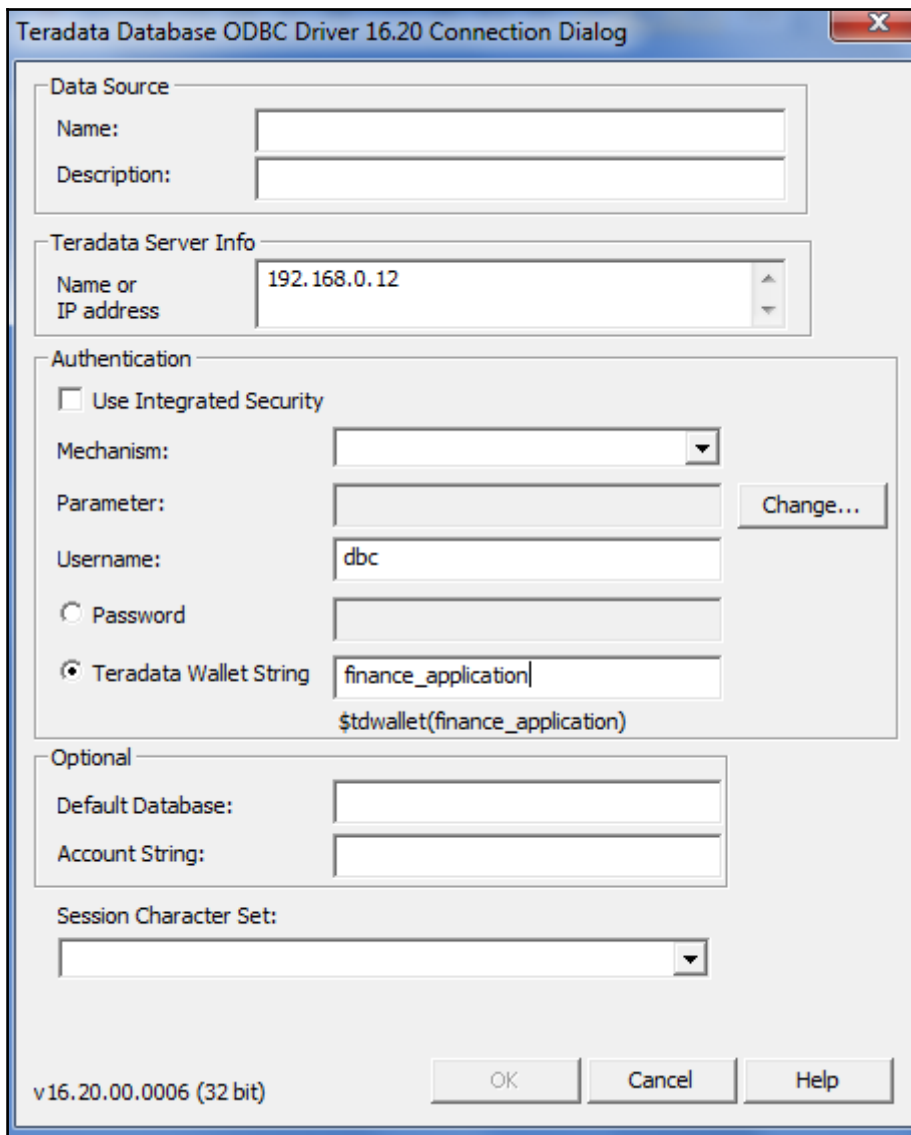 Teradata Database ODBC Driver 16.20 Connection Dialog
Data Source
Name:
Description:
Teradata Server Info
Name or
IP address
192.168.0.12
Authentication
Use Integrated Security
Mechanism:
Parameter:
Change...
Username:
dbc
Password
Teradata Wallet String
finance_application
$tdwallet(finance_application)
Optional
Default Database:
Account String:
Session Character Set:
v16.20.00.0006 (32 bit)
OK
Cancel
Help